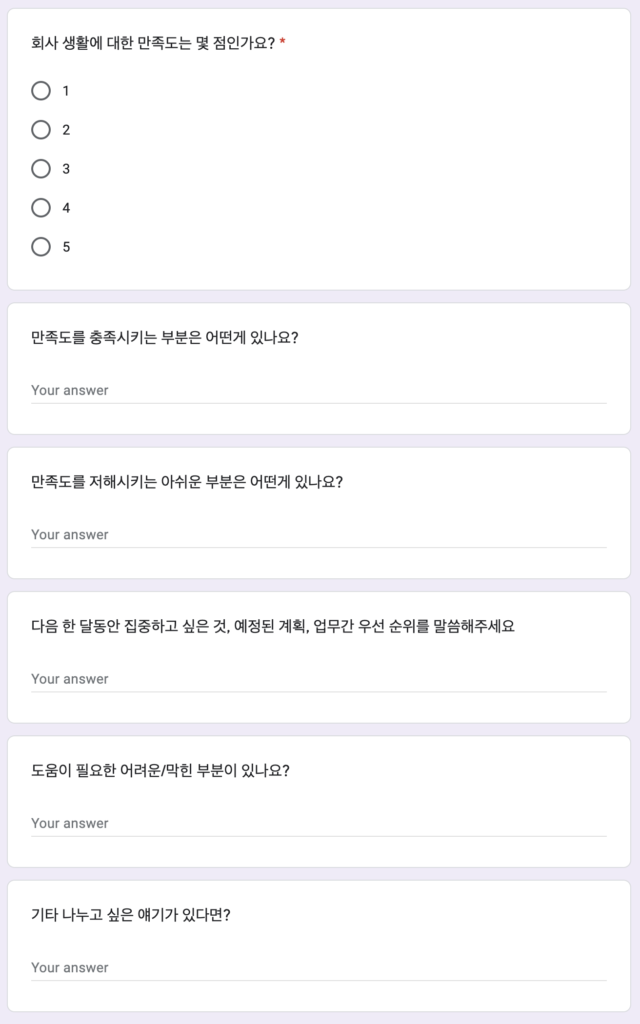 회사 생활에 대한 만족도는 몇 점인가요? *
1
2
3
4
5
만족도를 충족시키는 부분은 어떤게 있나요?
Your answer
만족도를 저해시키는 아쉬운 부분은 어떤게 있나요?
Your answer
다음 한 달동안 집중하고 싶은 것, 예정된 계획, 업무간 우선 순위를 말씀해주세요
Your answer
도움이 필요한 어려운/막힌 부분이 있나요?
Your answer
기타 나누고 싶은 얘기가 있다면?
Your answer